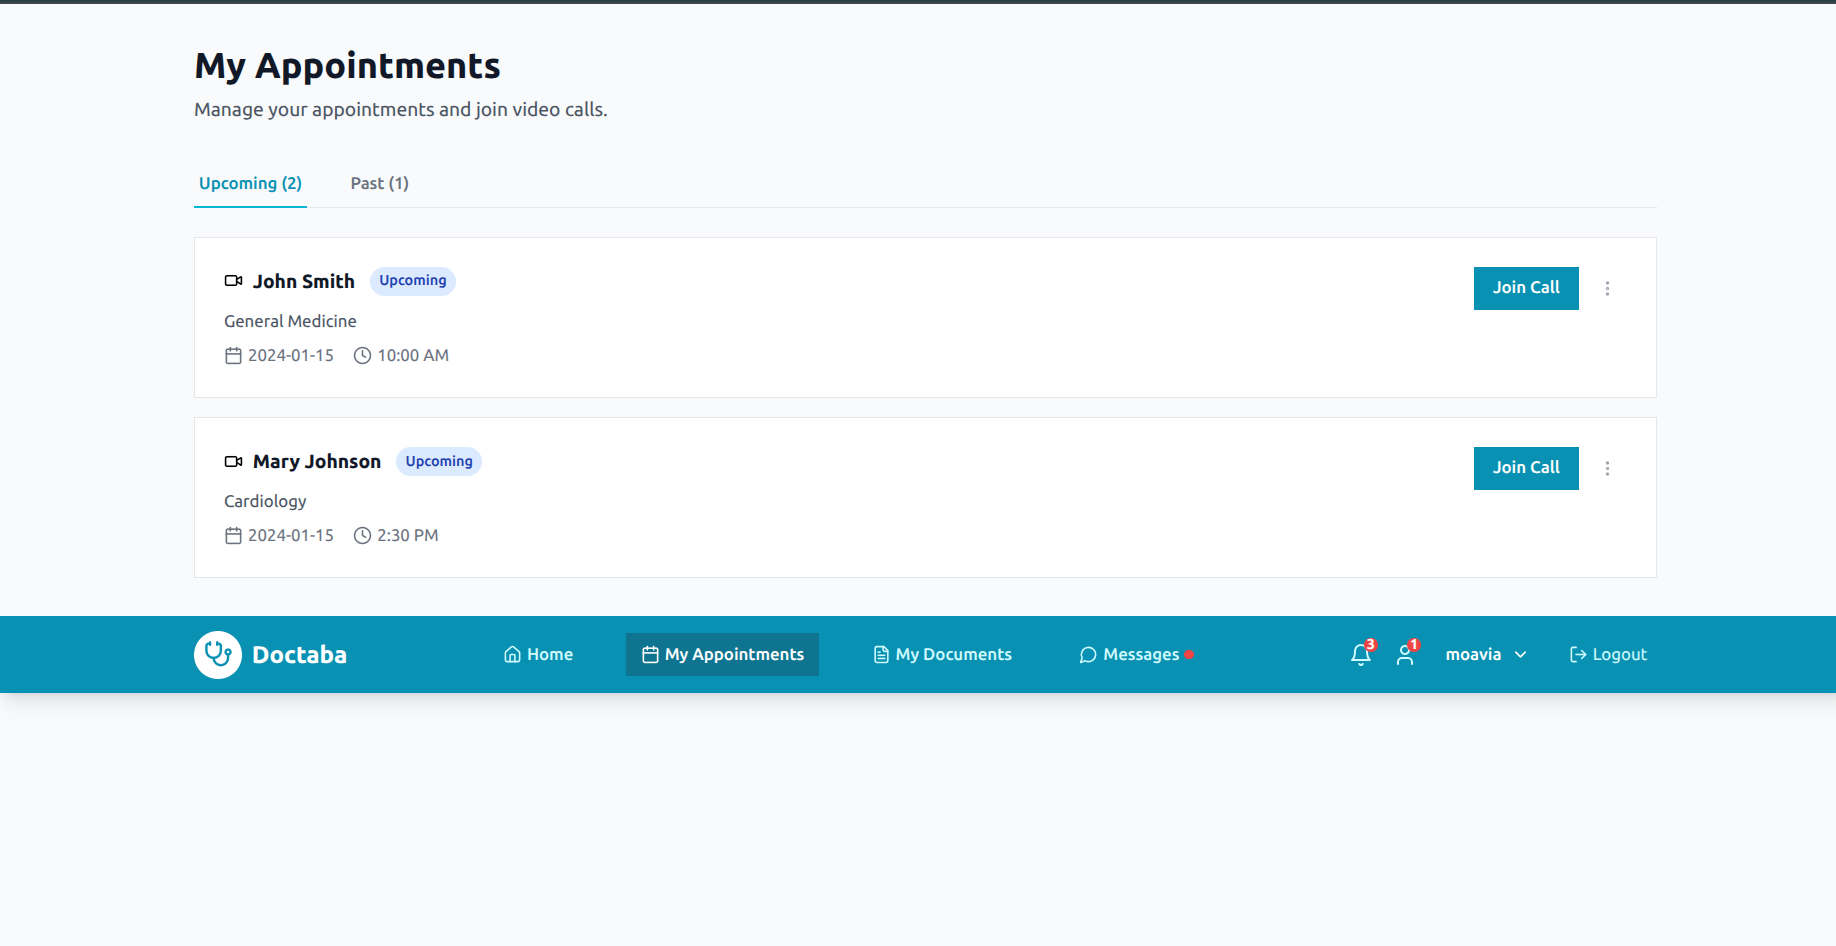 My Appointments
Manage your appointments and join video calls.
Upcoming (2) Past (1)
John Smith Upcoming Join Call
General Medicine
2024-01-15 10:00 AM
Mary Johnson Upcoming Join Call
Cardiology
2024-01-15 2:30 PM
Doctaba Home My Appointments My Documents Messages 3 1 moavia Logout